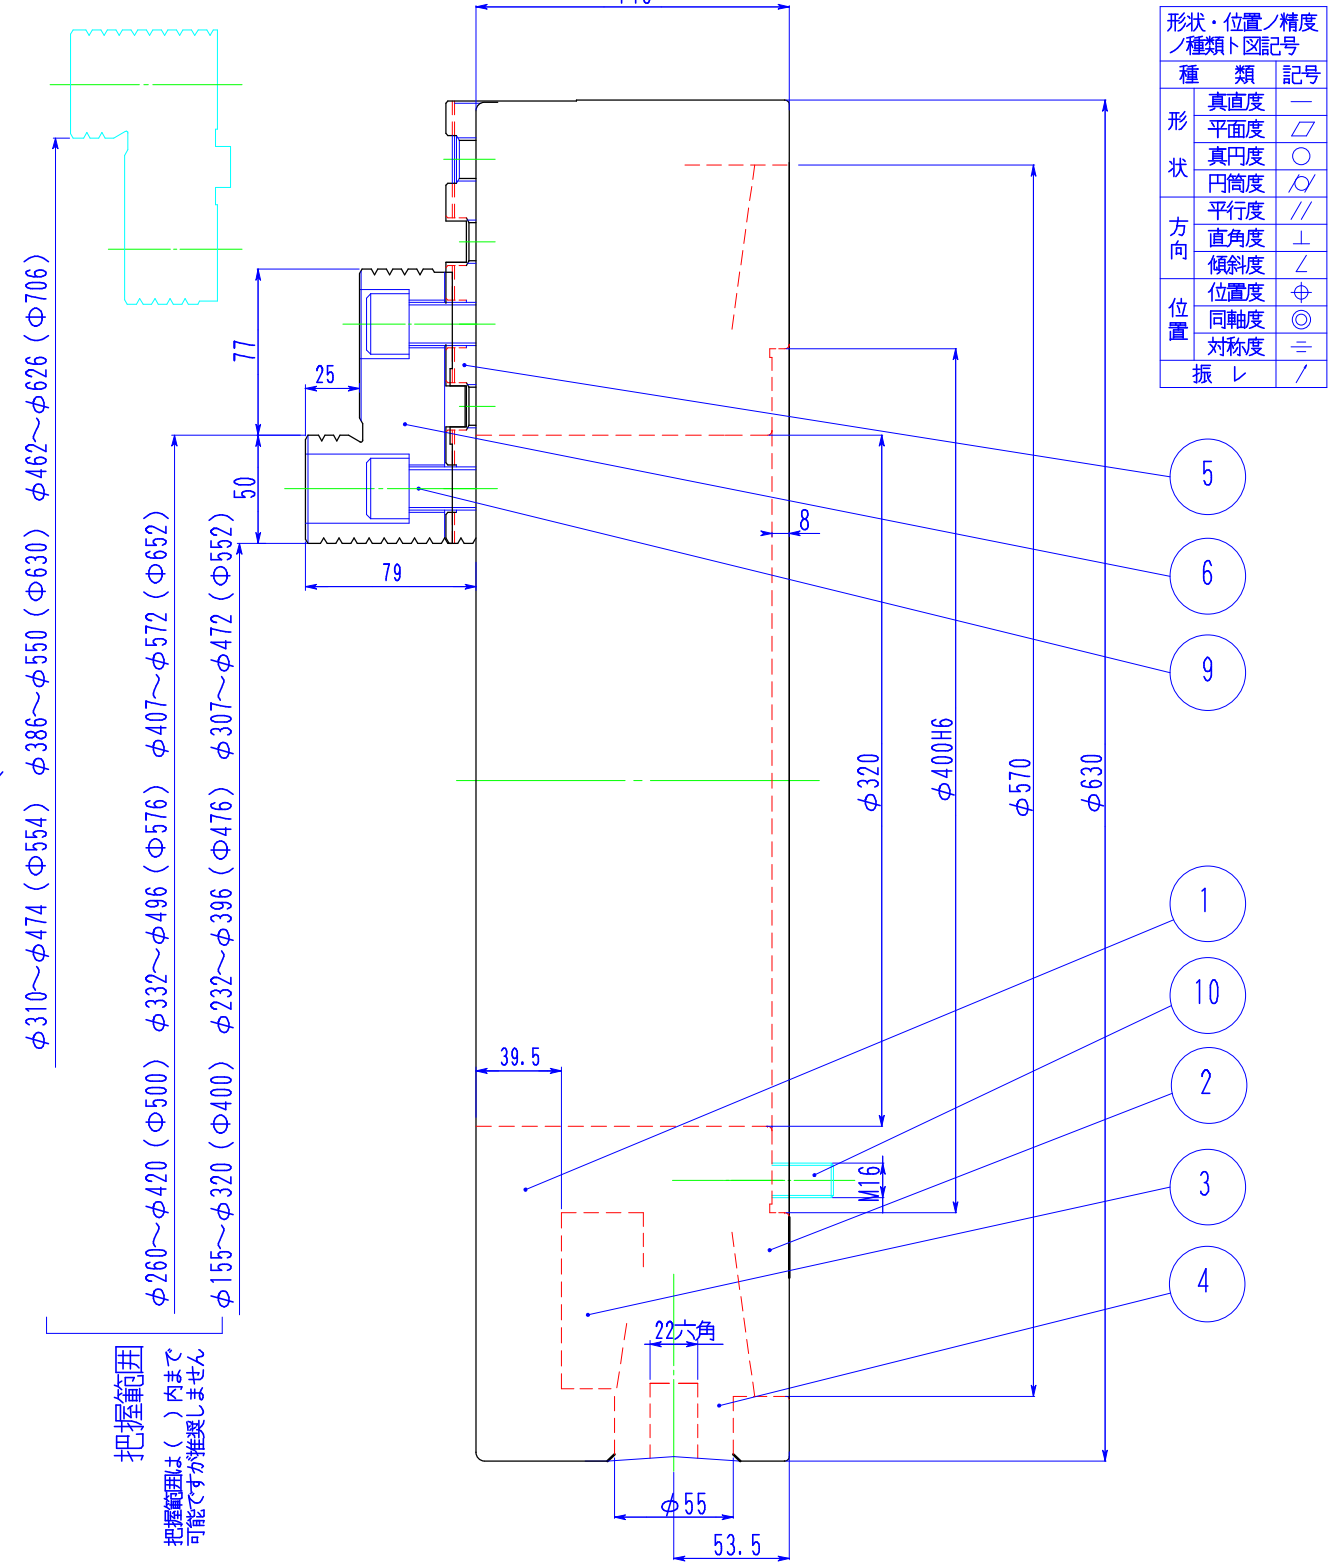 形状・位置ノ精度
ノ種類ト図記号
種 類 記号
形状
真直度 —
平面度 ▱
真円度 ○
円筒度 ⌭
方向
平行度 //
直角度 ⊥
傾斜度 ∠
位置
位置度 ⌖
同軸度 ◎
対称度 ⌯
振レ ↗
77
25
50
79
8
φ320
φ400H6
φ570
φ630
39.5
M16
22六角
φ55
53.5
5
6
9
1
10
2
3
4
φ310〜φ474(Φ554) φ386〜φ550(Φ630) φ462〜φ626(Φ706)
φ260〜φ420(Φ500) φ332〜φ496(Φ576) φ407〜φ572(Φ652)
φ155〜φ320(Φ400) φ232〜φ396(Φ476) φ307〜φ472(Φ552)
把握範囲
把握範囲は( )内まで
可能ですが推奨しません